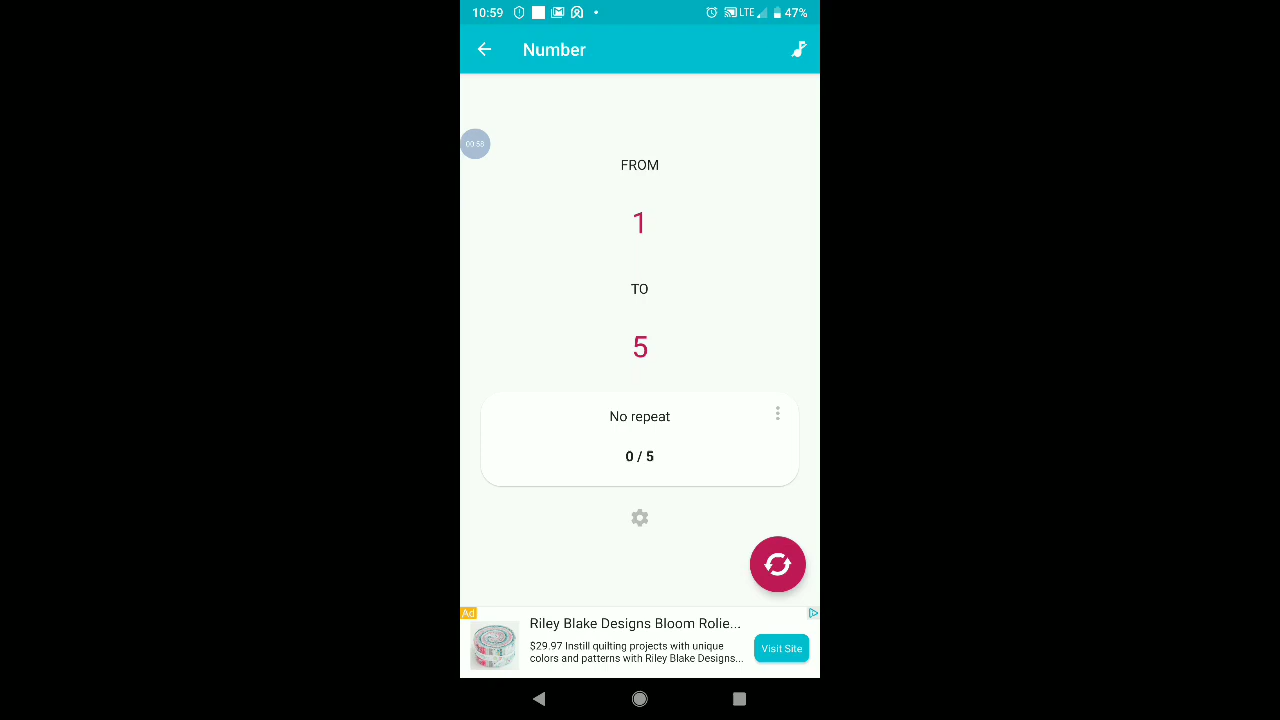 10:59
LTE
47%
Number
FROM
1
TO
5
No repeat
0 / 5
Ad
Riley Blake Designs Bloom Rolie...
$29.97 Instill quilting projects with unique
colors and patterns with Riley Blake Designs...
Visit Site